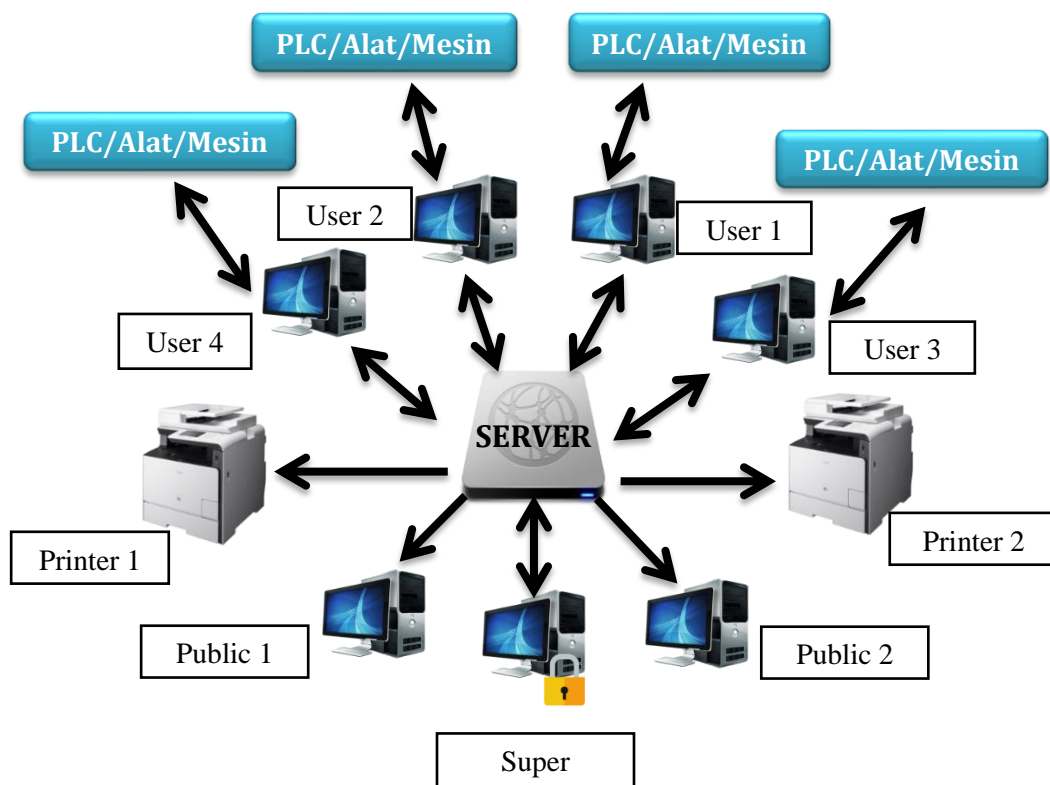 PLC/Alat/Mesin
PLC/Alat/Mesin
PLC/Alat/Mesin
PLC/Alat/Mesin
User 2
User 1
User 4
User 3
SERVER
Printer 1
Printer 2
Public 1
Public 2
Super